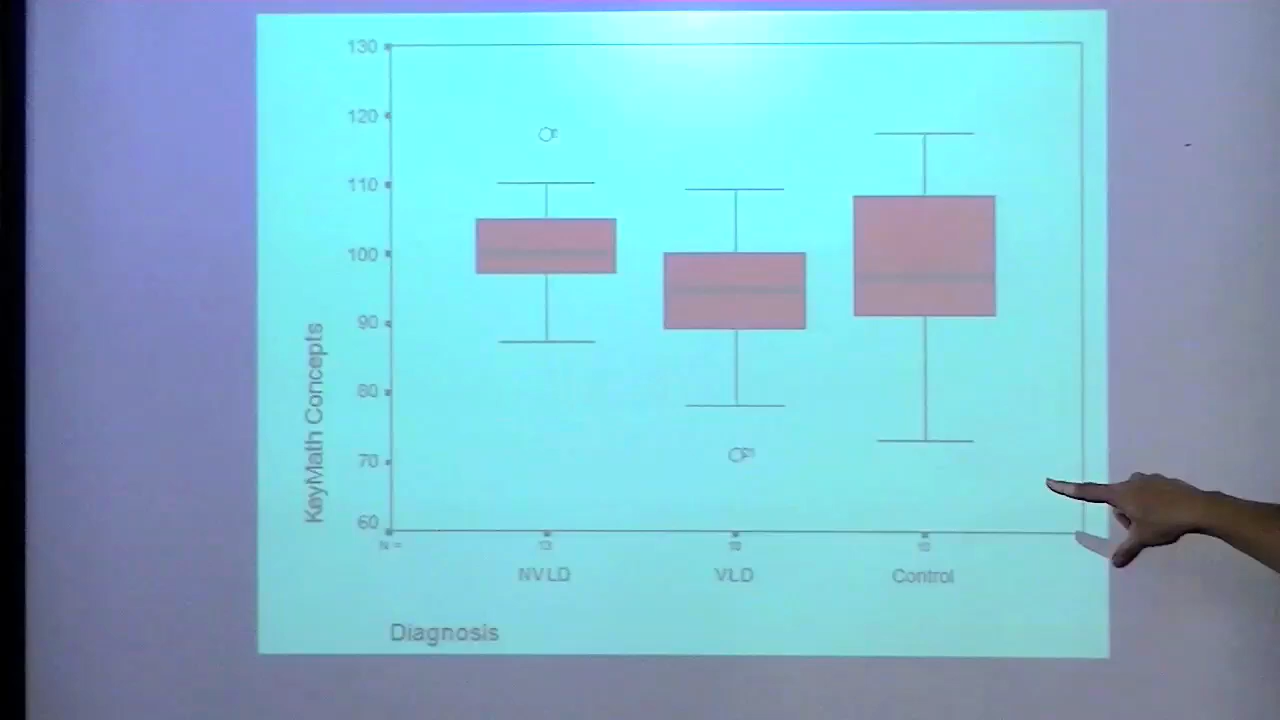 130
120
110
100
90
80
70
60
KeyMath Concepts
N =
NVLD
VLD
Control
Diagnosis